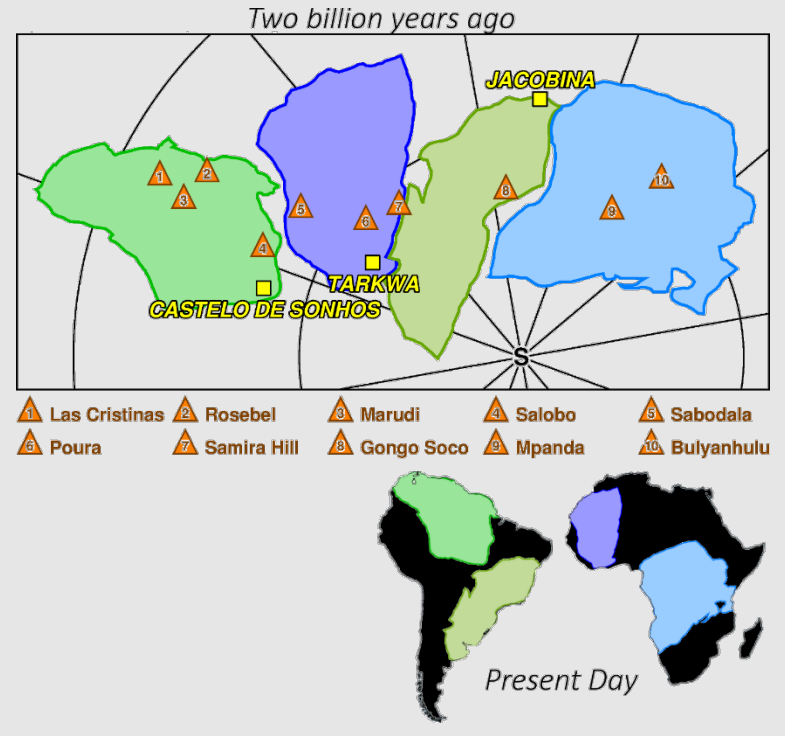 Two billion years ago
JACOBINA
1
2
3
4
5
6
7
8
9
10
TARKWA
CASTELO DE SONHOS
S
1 Las Cristinas 2 Rosebel 3 Marudi 4 Salobo 5 Sabodala
6 Poura 7 Samira Hill 8 Gongo Soco 9 Mpanda 10 Bulyanhulu
Present Day